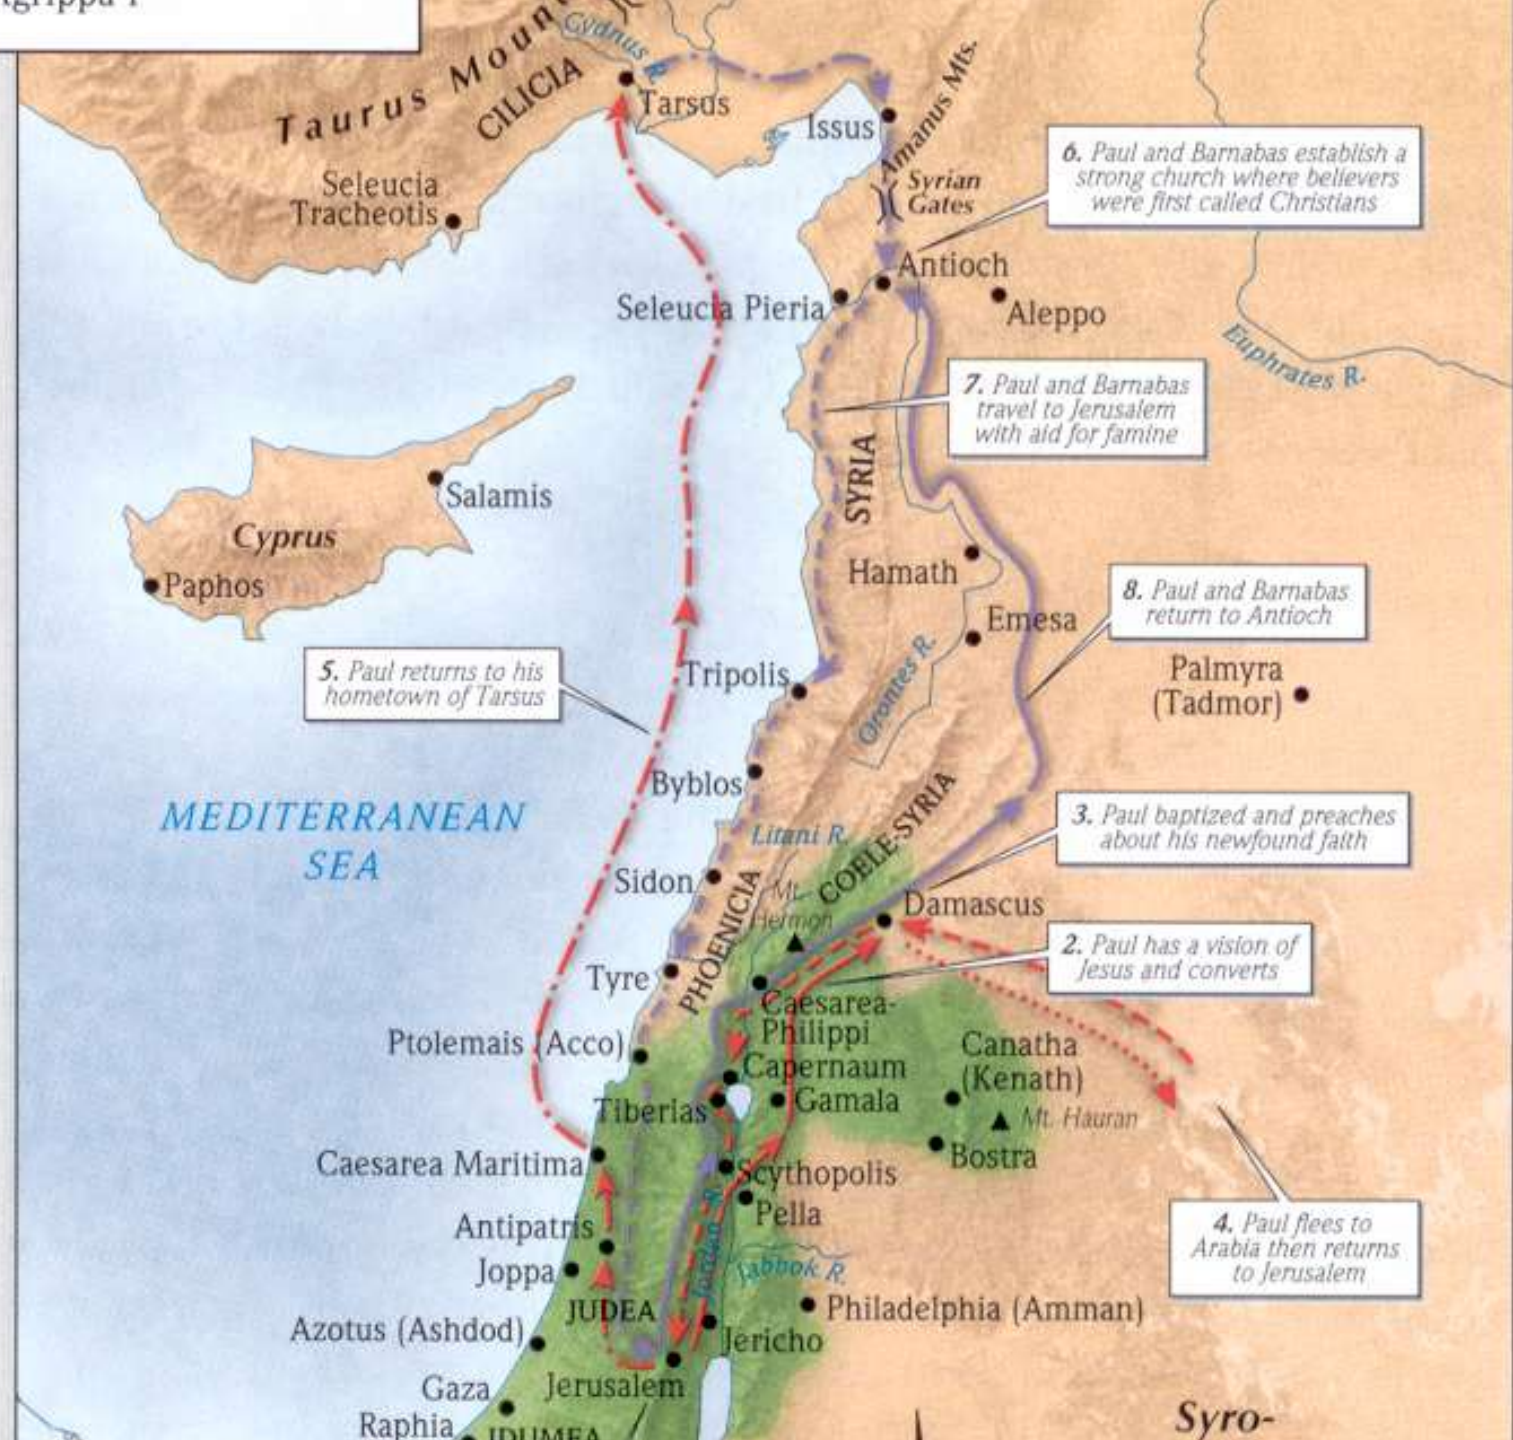 Agrippa I
Taurus
Cydnus R.
CILICIA
Tarsus
Issus
Amanus Mts.
Syrian
Gates
6. Paul and Barnabas establish a
strong church where believers
were first called Christians
Seleucia
Tracheotis
Antioch
Seleucia Pieria
Aleppo
Euphrates R.
7. Paul and Barnabas
travel to Jerusalem
with aid for famine
SYRIA
Salamis
Cyprus
Paphos
Hamath
Emesa
8. Paul and Barnabas
return to Antioch
5. Paul returns to his
hometown of Tarsus
Tripolis
Orontes R.
Palmyra
(Tadmor)
Byblos
MEDITERRANEAN
SEA
Litani R.
COELE-SYRIA
3. Paul baptized and preaches
about his newfound faith
Sidon
PHOENICIA
Mt.
Hermon
Damascus
2. Paul has a vision of
Jesus and converts
Tyre
Caesarea-
Philippi
Ptolemais (Acco)
Capernaum
Canatha
(Kenath)
Tiberias
Gamala
Mt. Hauran
Bostra
Caesarea Maritima
Scythopolis
Pella
Antipatris
Jordan R.
Jabbok R.
4. Paul flees to
Arabia then returns
to Jerusalem
Joppa
JUDEA
Philadelphia (Amman)
Azotus (Ashdod)
Jericho
Jerusalem
Gaza
Raphia
IDUMEA
Syro-